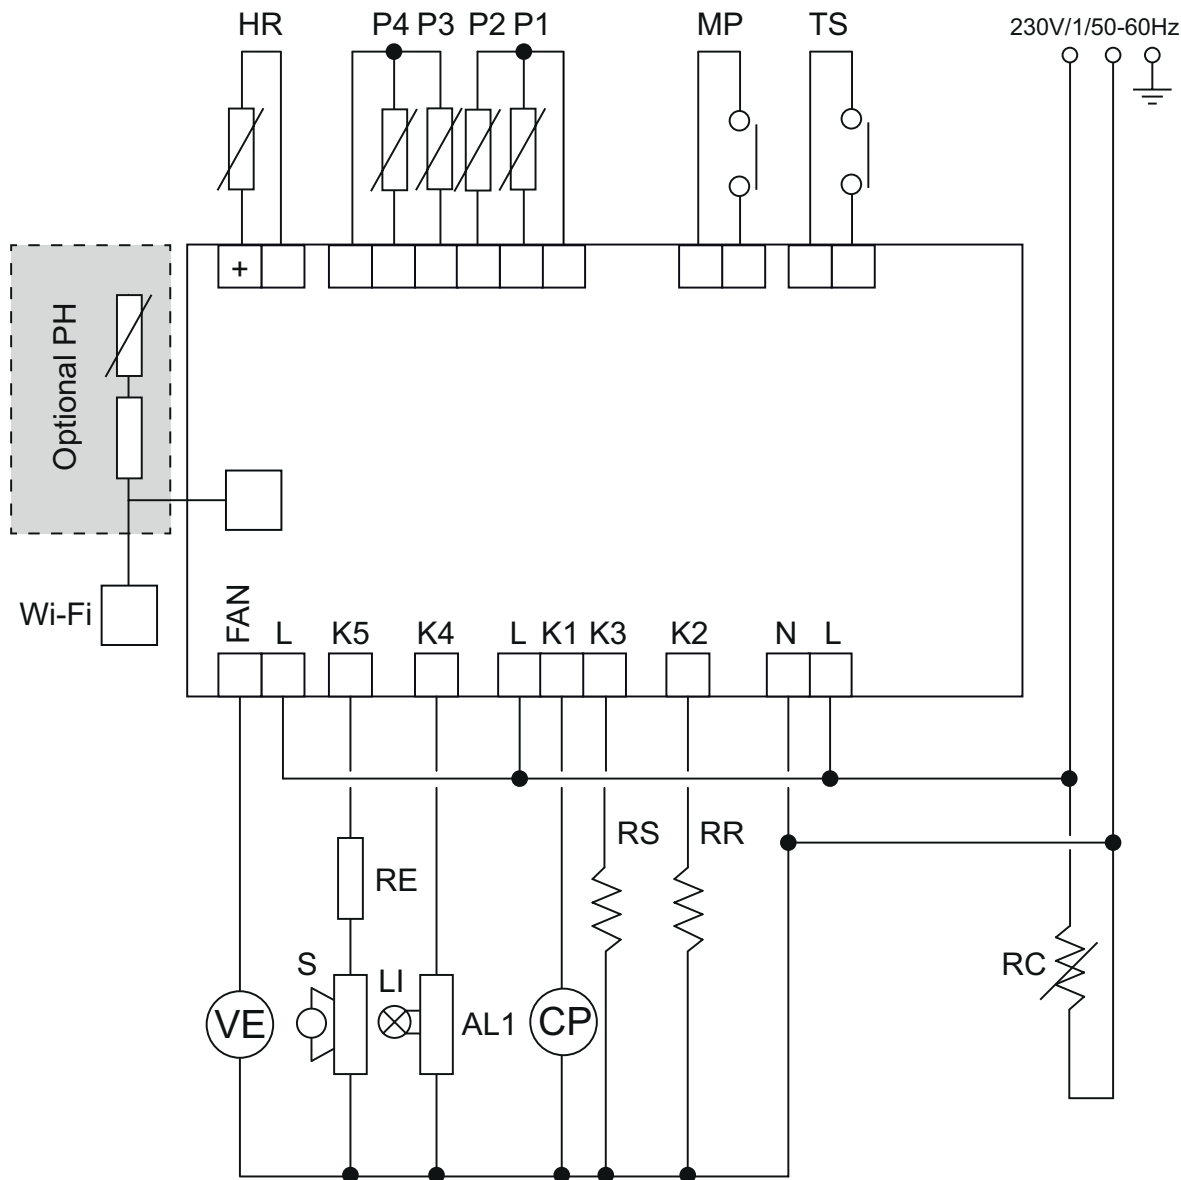 HR P4 P3 P2 P1 MP TS 230V/1/50-60Hz
+
Optional PH
Wi-Fi
FAN L K5 K4 L K1 K3 K2 N L
RS RR
RE
S LI RC
VE AL1 CP